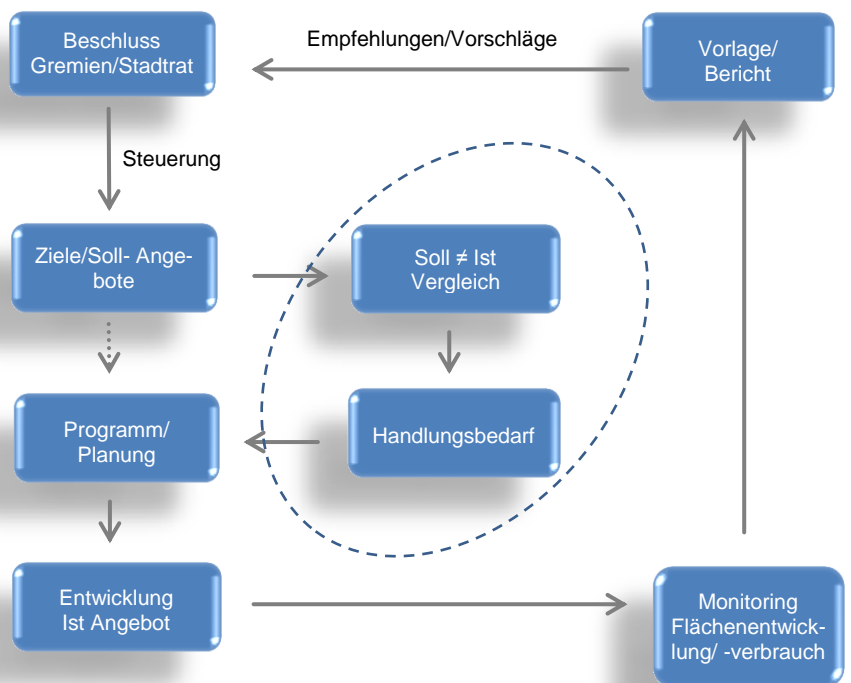 Beschluss
Gremien/Stadtrat
Empfehlungen/Vorschläge
Vorlage/
Bericht
Steuerung
Ziele/Soll- Ange-
bote
Soll ≠ Ist
Vergleich
Programm/
Planung
Handlungsbedarf
Entwicklung
Ist Angebot
Monitoring
Flächenentwick-
lung/ -verbrauch